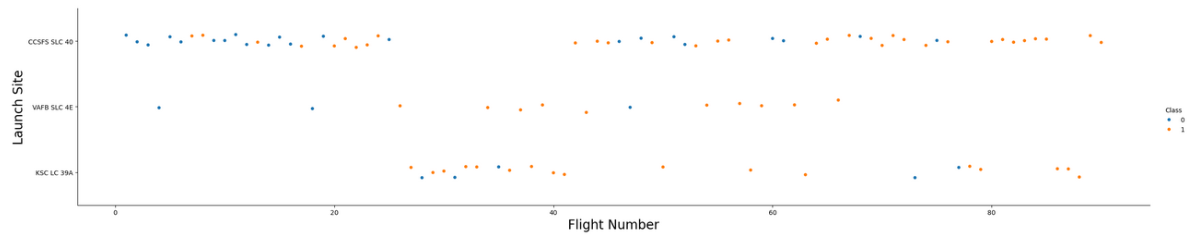 CCSFS SLC 40
VAFB SLC 4E
KSC LC 39A
Launch Site
0 20 40 60 80
Flight Number
Class
0
1